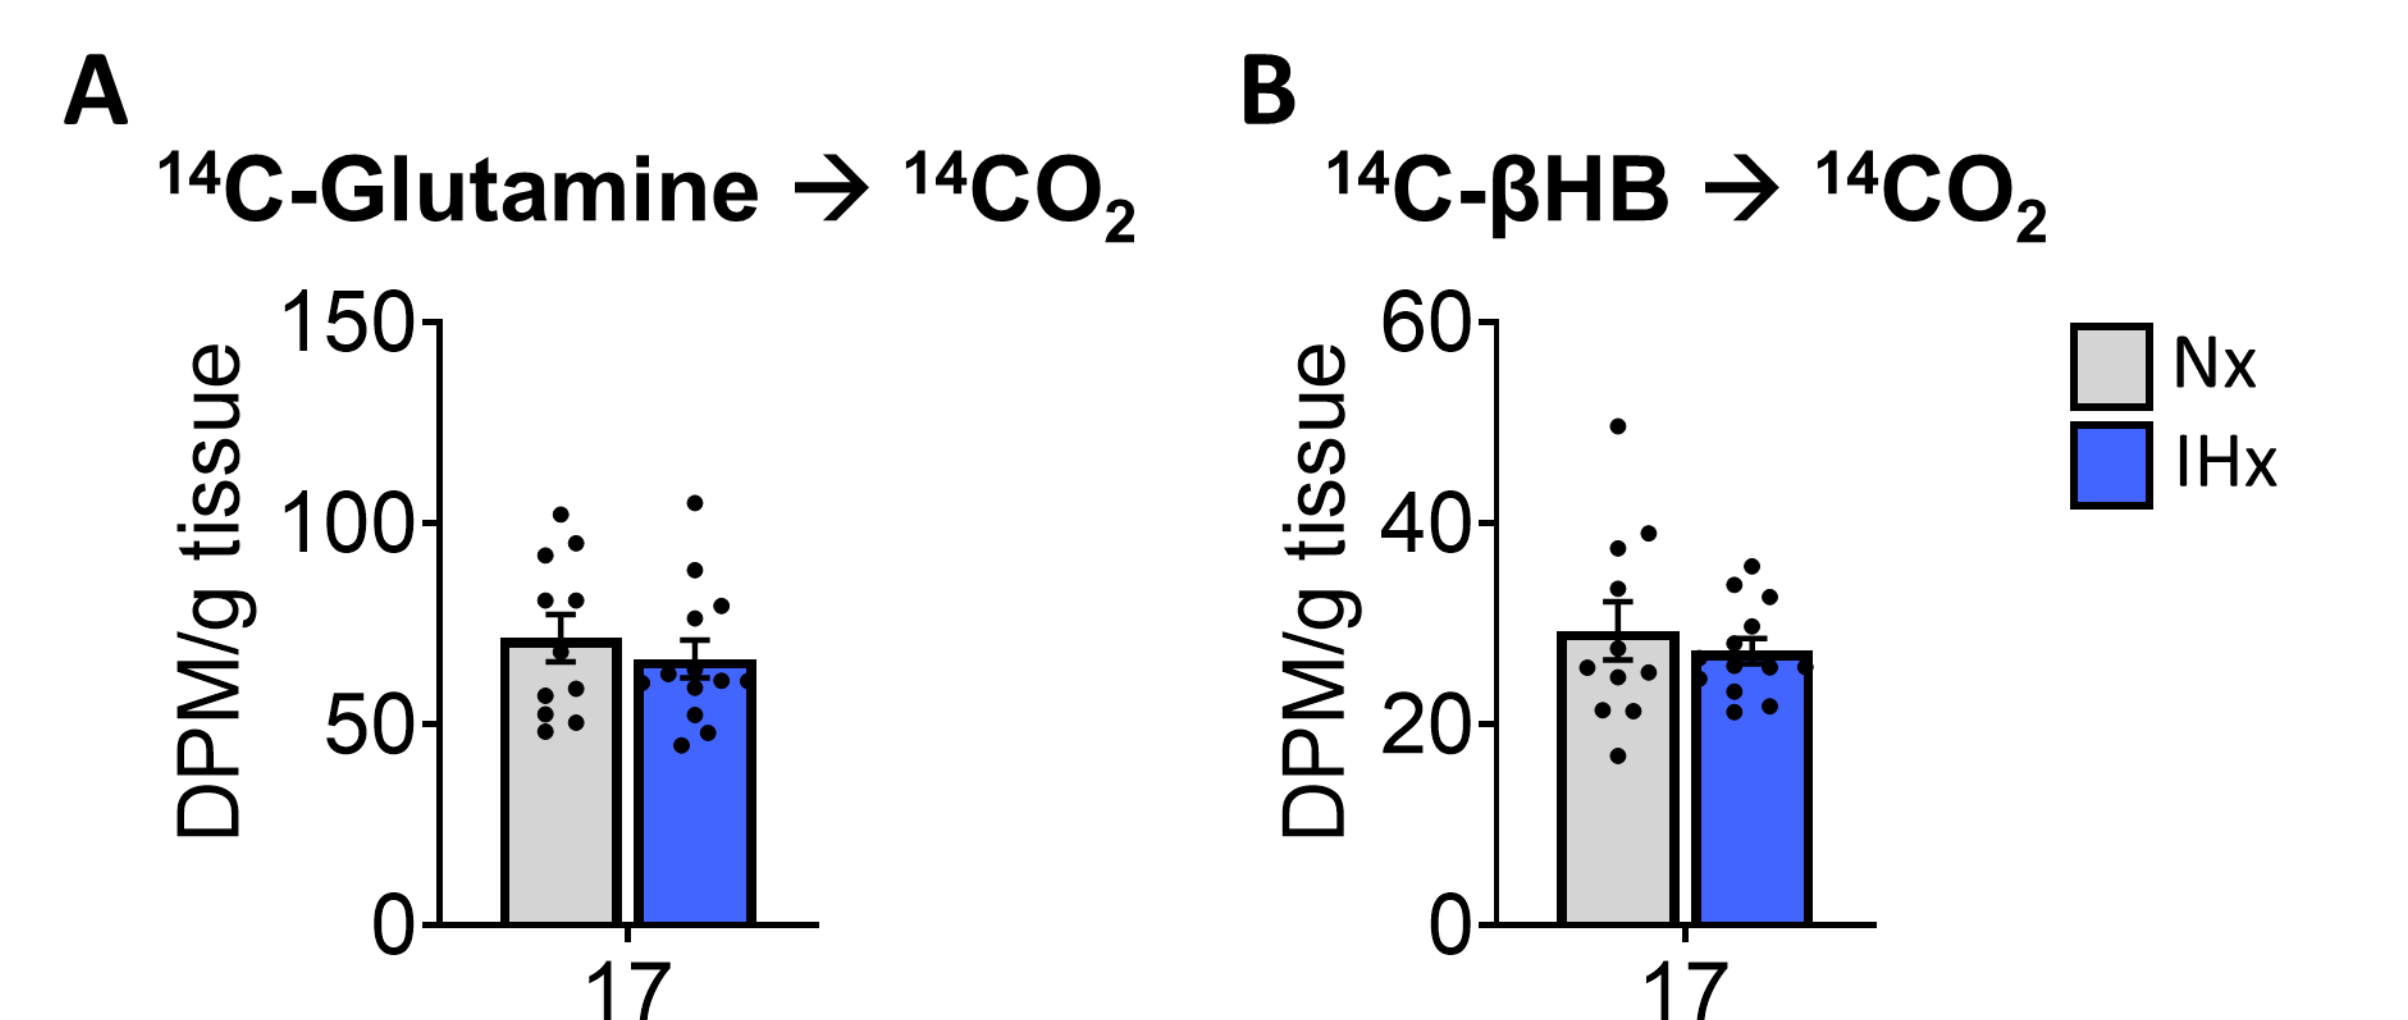 A
¹⁴C-Glutamine → ¹⁴CO₂
150
100
50
0
DPM/g tissue
17
B
¹⁴C-βHB → ¹⁴CO₂
60
40
20
0
DPM/g tissue
17
Nx
IHx